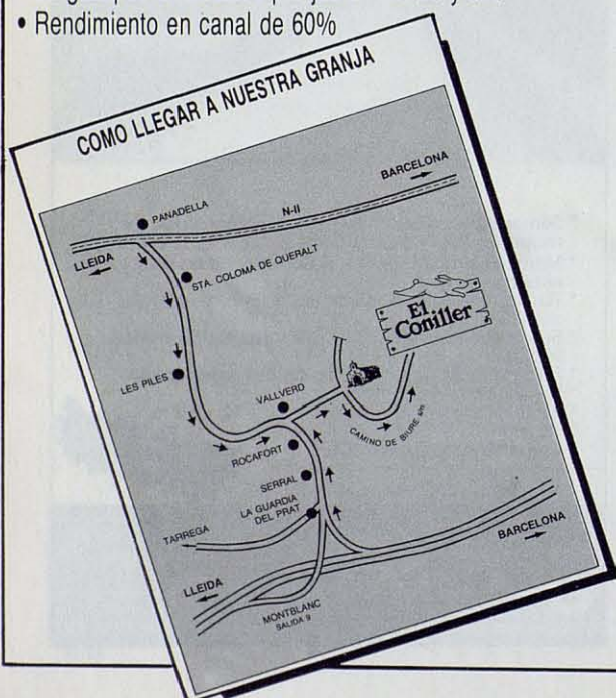 • Rendimiento en canal de 60%
COMO LLEGAR A NUESTRA GRANJA
BARCELONA
PANADELLA
N-II
LLEIDA
STA. COLOMA DE QUERALT
El
Coniller
LES PILES
VALLVERD
CAMINO DE BIURE s/n
ROCAFORT
SERRAL
LA GUARDIA
DEL PRAT
TARREGA
BARCELONA
LLEIDA
MONTBLANC
SALIDA 9